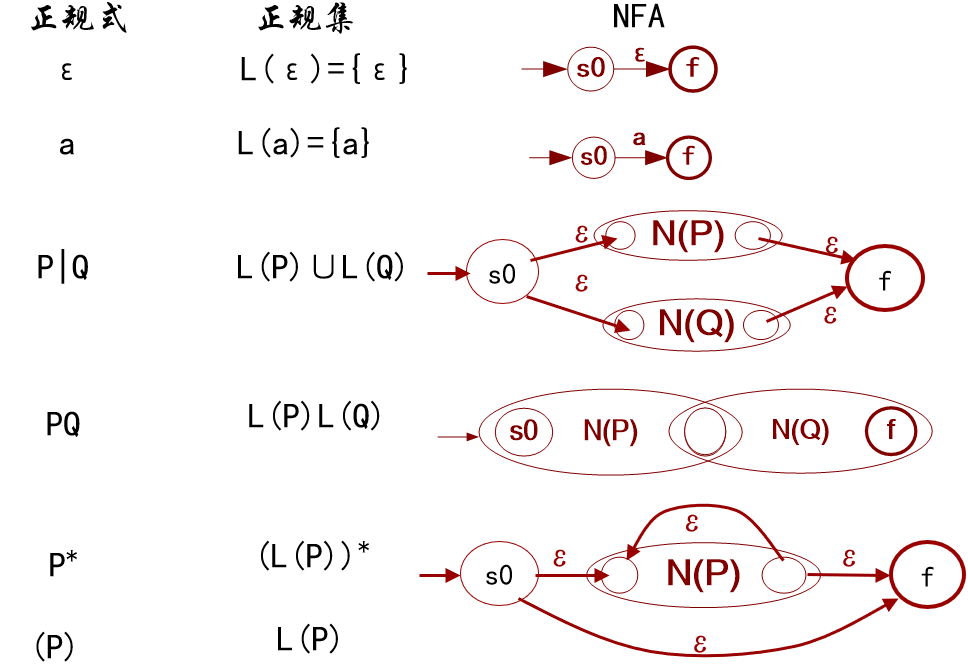 正规式 正规集 NFA
ε L(ε)={ε} s0 ε f
a L(a)={a} s0 a f
P|Q L(P)∪L(Q) s0 ε N(P) ε ε N(Q) ε f
PQ L(P)L(Q) s0 N(P) N(Q) f
P* (L(P))* s0 ε N(P) ε ε f
(P) L(P) ε